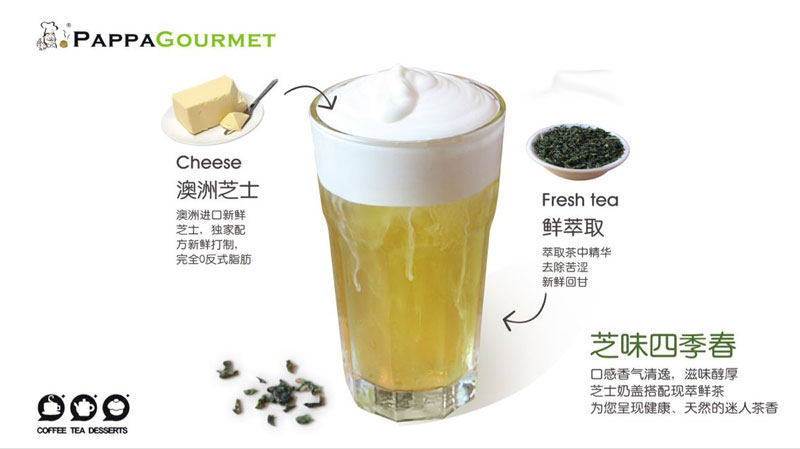 PAPPAGOURMET
Cheese
澳洲芝士
澳洲进口新鲜
芝士，独家配
方新鲜打制，
完全0反式脂肪
Fresh tea
鲜萃取
萃取茶中精华
去除苦涩
新鲜回甘
芝味四季春
口感香气清逸，滋味醇厚
芝士奶盖搭配现萃鲜茶
为您呈现健康、天然的迷人茶香
COFFEE TEA DESSERTS